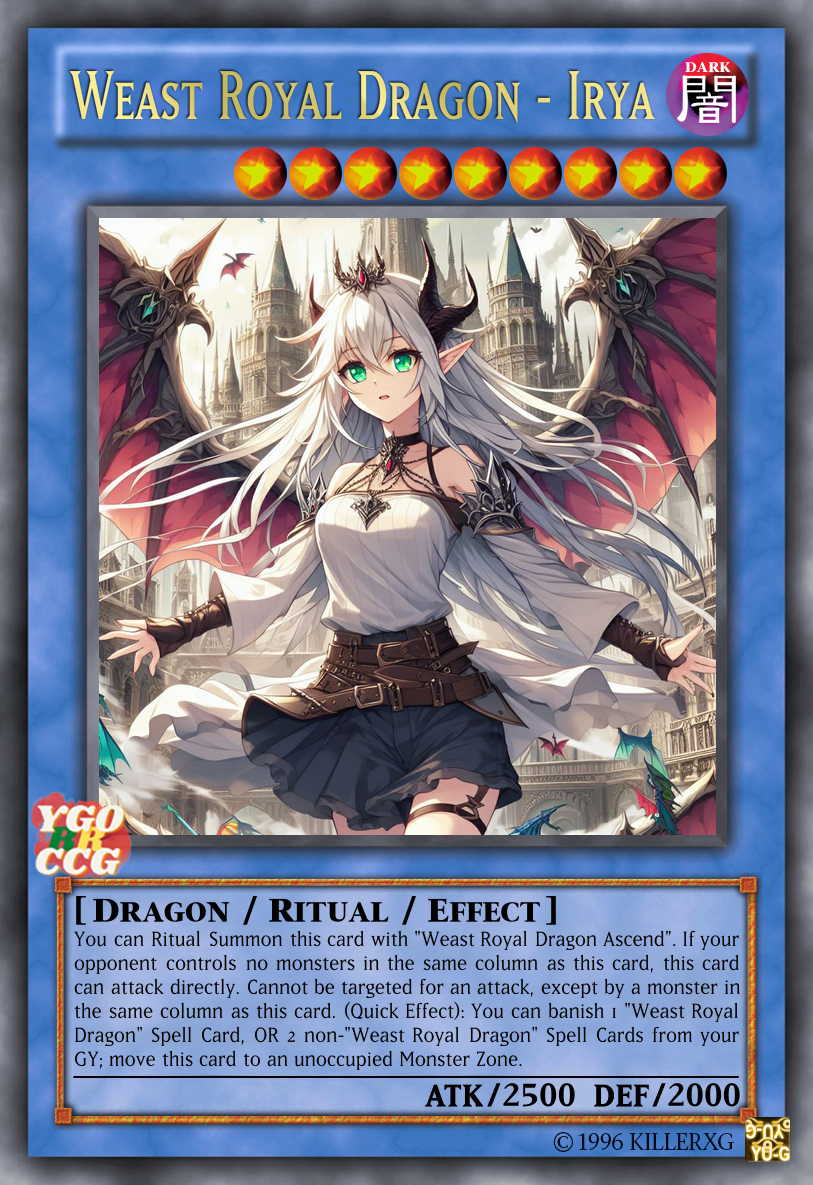 Weast Royal Dragon - Irya
DARK
闇
YGO
RR
CCG
[ Dragon / Ritual / Effect ]
You can Ritual Summon this card with "Weast Royal Dragon Ascend". If your
opponent controls no monsters in the same column as this card, this card
can attack directly. Cannot be targeted for an attack, except by a monster in
the same column as this card. (Quick Effect): You can banish 1 "Weast Royal
Dragon" Spell Card, OR 2 non-"Weast Royal Dragon" Spell Cards from your
GY; move this card to an unoccupied Monster Zone.
ATK/2500 DEF/2000
© 1996 KILLERXG